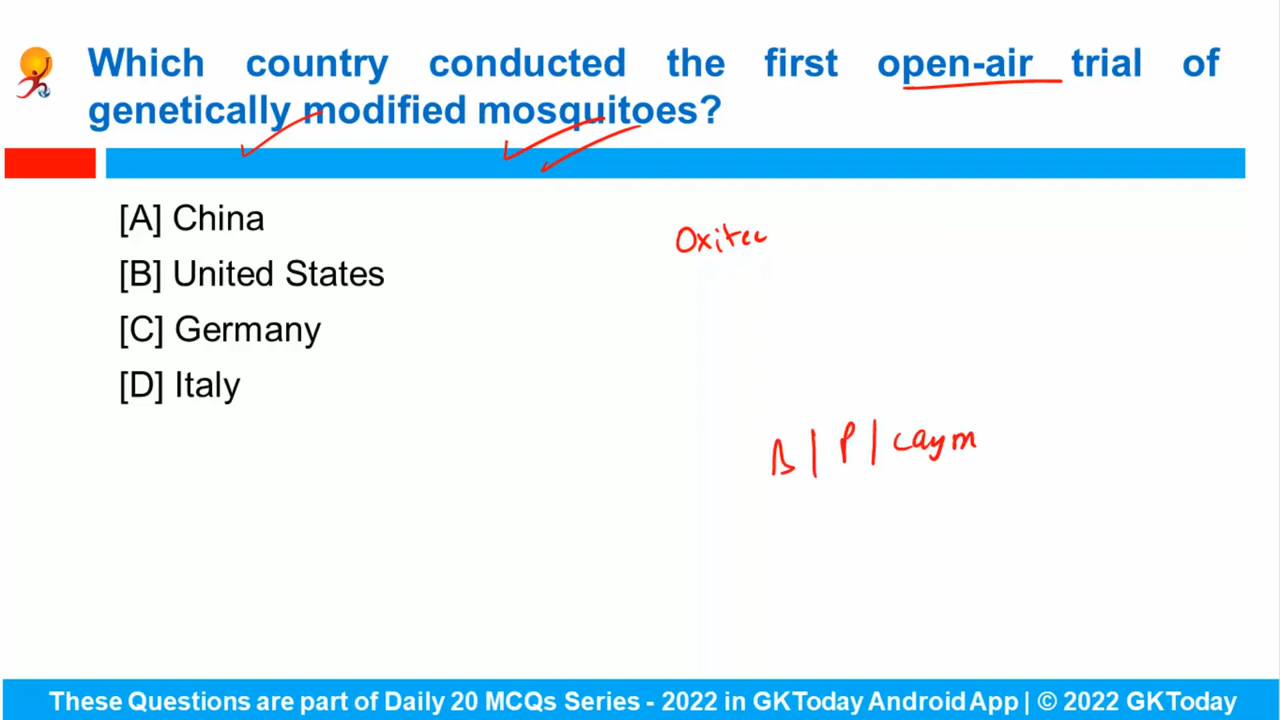 Which country conducted the first open-air trial of
genetically modified mosquitoes?
[A] China
[B] United States
[C] Germany
[D] Italy
Oxitec
B | P | Caym
These Questions are part of Daily 20 MCQs Series - 2022 in GKToday Android App | © 2022 GKToday